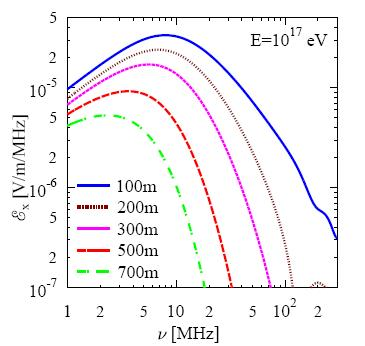 5
E=10¹⁷ eV
2
10⁻⁵
5
2
10⁻⁶
5
2
10⁻⁷
ℰₓ [V/m/MHz]
100m
200m
300m
500m
700m
1 2 5 10 2 5 10² 2
ν [MHz]